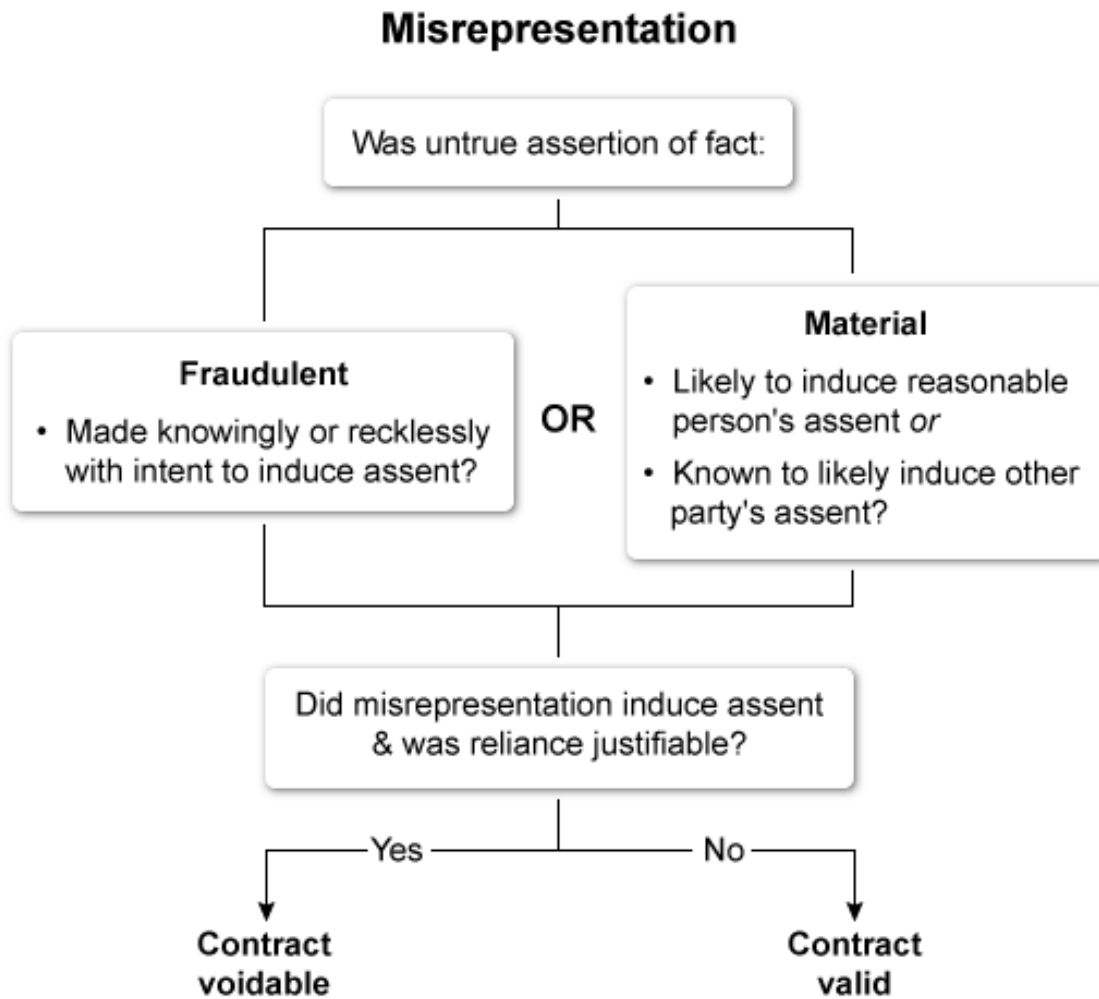 Misrepresentation
Was untrue assertion of fact:
Fraudulent
• Made knowingly or recklessly
with intent to induce assent?
OR
Material
• Likely to induce reasonable
person's assent or
• Known to likely induce other
party's assent?
Did misrepresentation induce assent
& was reliance justifiable?
Yes
No
Contract
voidable
Contract
valid